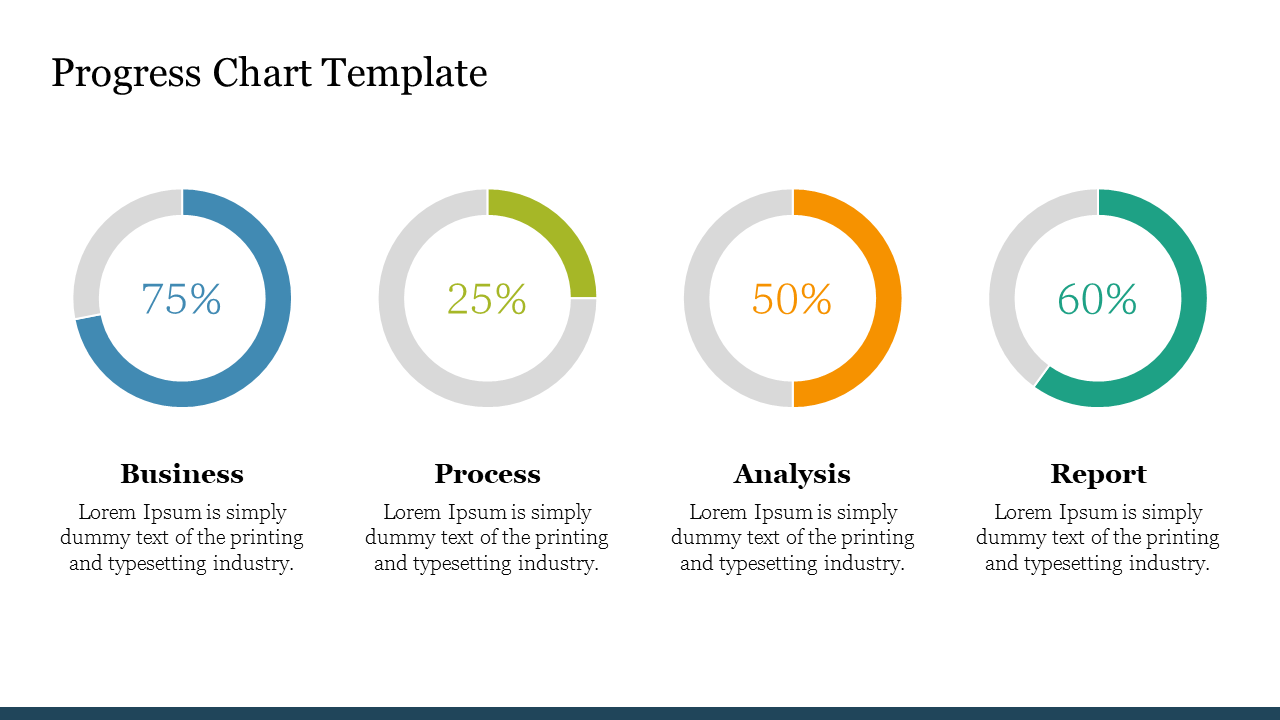 Progress Chart Template
75%
25%
50%
60%
Business
Lorem Ipsum is simply
dummy text of the printing
and typesetting industry.
Process
Lorem Ipsum is simply
dummy text of the printing
and typesetting industry.
Analysis
Lorem Ipsum is simply
dummy text of the printing
and typesetting industry.
Report
Lorem Ipsum is simply
dummy text of the printing
and typesetting industry.